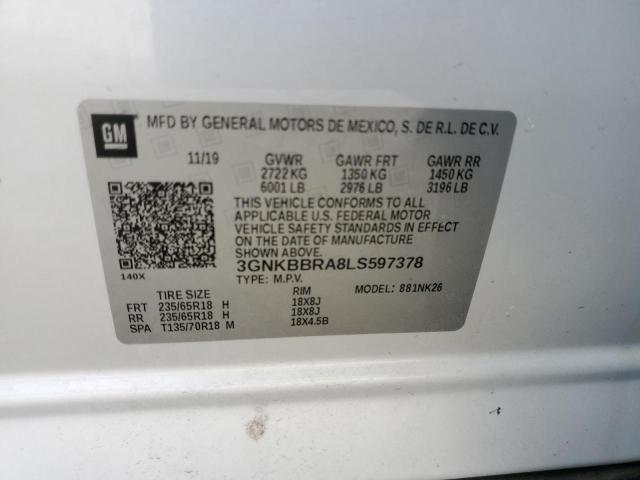 GM MFD BY GENERAL MOTORS DE MEXICO, S. DE R.L. DE C.V.
11/19 GVWR GAWR FRT GAWR RR
2722 KG 1350 KG 1450 KG
6001 LB 2976 LB 3196 LB
THIS VEHICLE CONFORMS TO ALL
APPLICABLE U.S. FEDERAL MOTOR
VEHICLE SAFETY STANDARDS IN EFFECT
ON THE DATE OF MANUFACTURE SHOWN ABOVE.
3GNKBBRA8LS597378
140X TYPE: M.P.V.
TIRE SIZE RIM MODEL: 881NK26
FRT 235/65R18 H 18X8J
RR 235/65R18 H 18X8J
SPA T135/70R18 M 18X4.5B